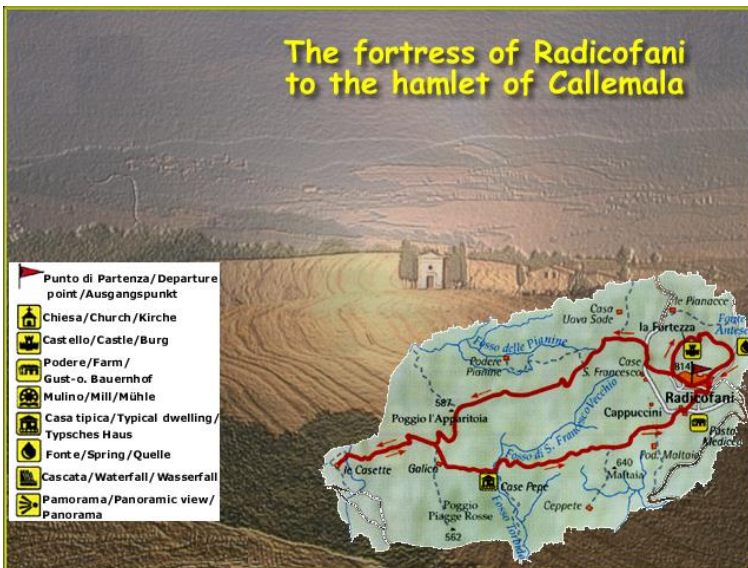 The fortress of Radicofani
to the hamlet of Callemala
Punto di Partenza/Departure
point/Ausgangspunkt
Chiesa/Church/Kirche
Castello/Castle/Burg
Podere/Farm/
Gust-o. Bauernhof
Mulino/Mill/Mühle
Casa tipica/Typical dwelling/
Typsches Haus
Fonte/Spring/Quelle
Cascata/Waterfall/Wasserfall
Pamorama/Panoramic view/
Panorama
le Pianacce
Casa
Uova Sode
Fonte
la Fortezza
Fosso delle Pianine
Podere
Pianine
Case
S. Francesco
814
Radicofani
587
Poggio l'Apparitoia
Cappuccini
Fosso di S. Francesco Vecchio
Posta
Medicea
Pod. Maltaia
le Casette
Galica
Case Pepe
640
Maltaia
Poggio
Piagge Rosse
Ceppete
562
Fosso